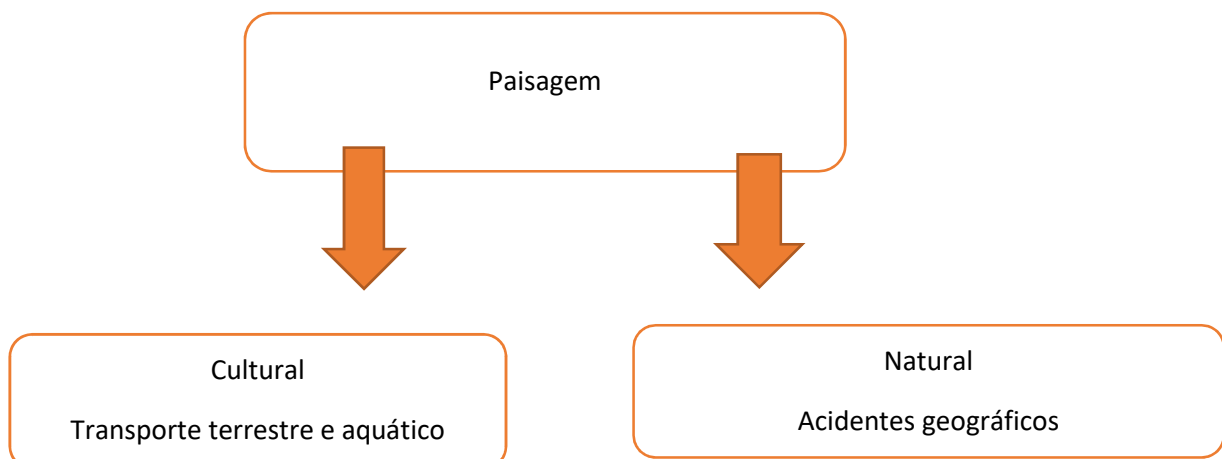 Paisagem
Cultural
Transporte terrestre e aquático
Natural
Acidentes geográficos